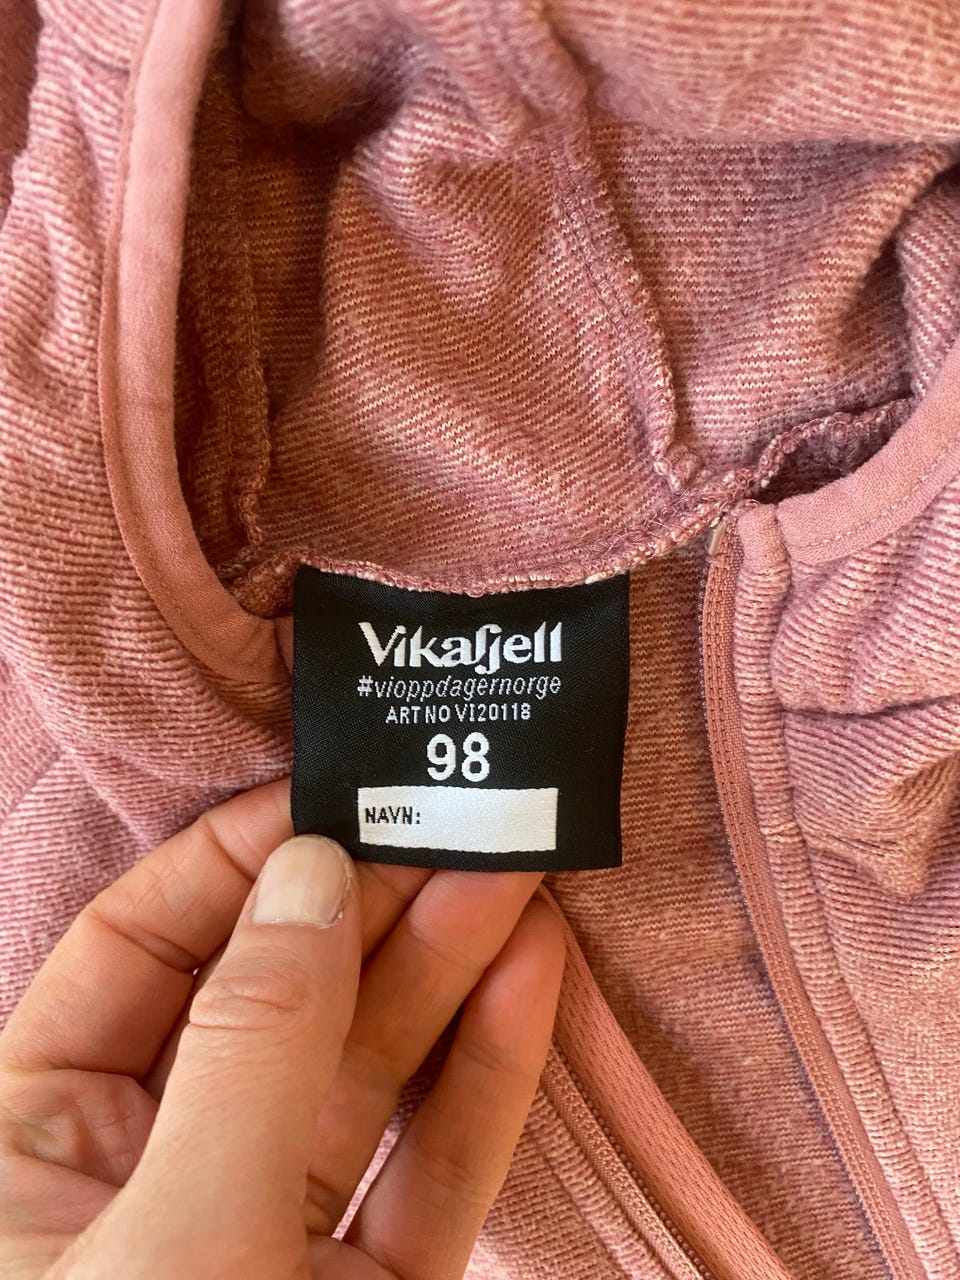 Vikafjell
#vioppdagernorge
ART NO VI20118
98
NAVN: